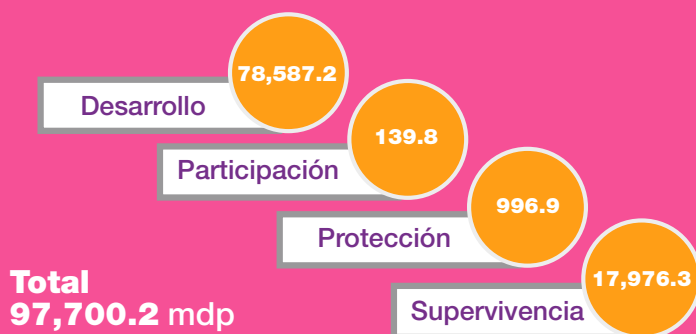 78,587.2
Desarrollo
139.8
Participación
996.9
Protección
17,976.3
Supervivencia
Total
97,700.2 mdp